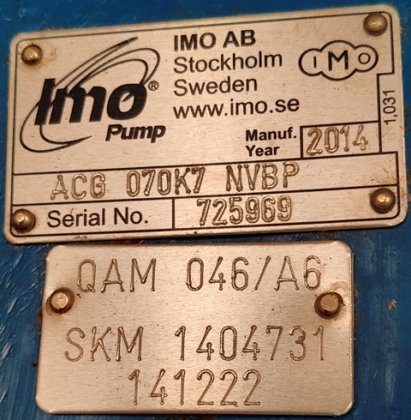 Imo®
Pump
IMO AB
Stockholm
Sweden
www.imo.se
IMO
Manuf.
Year
2014
1,031
ACG 070K7 NVBP
Serial No. 725969
QAM 046/A6
SKM 1404731
141222